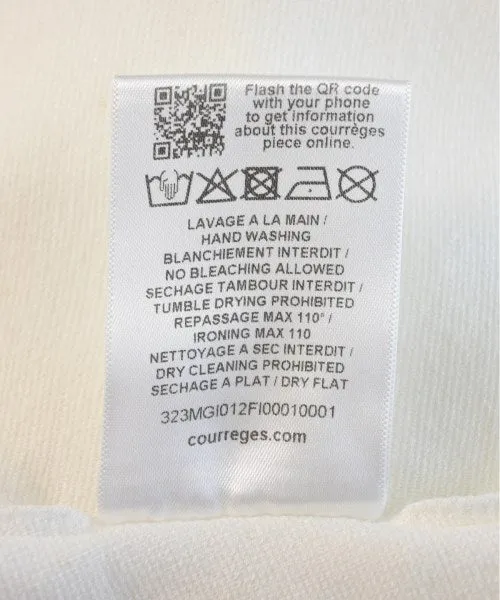 Flash the QR code
with your phone
to get information
about this courrèges
piece online.
LAVAGE A LA MAIN /
HAND WASHING
BLANCHIEMENT INTERDIT /
NO BLEACHING ALLOWED
SECHAGE TAMBOUR INTERDIT /
TUMBLE DRYING PROHIBITED
REPASSAGE MAX 110° /
IRONING MAX 110
NETTOYAGE A SEC INTERDIT /
DRY CLEANING PROHIBITED
SECHAGE A PLAT / DRY FLAT
323MGI012FI00010001
courreges.com